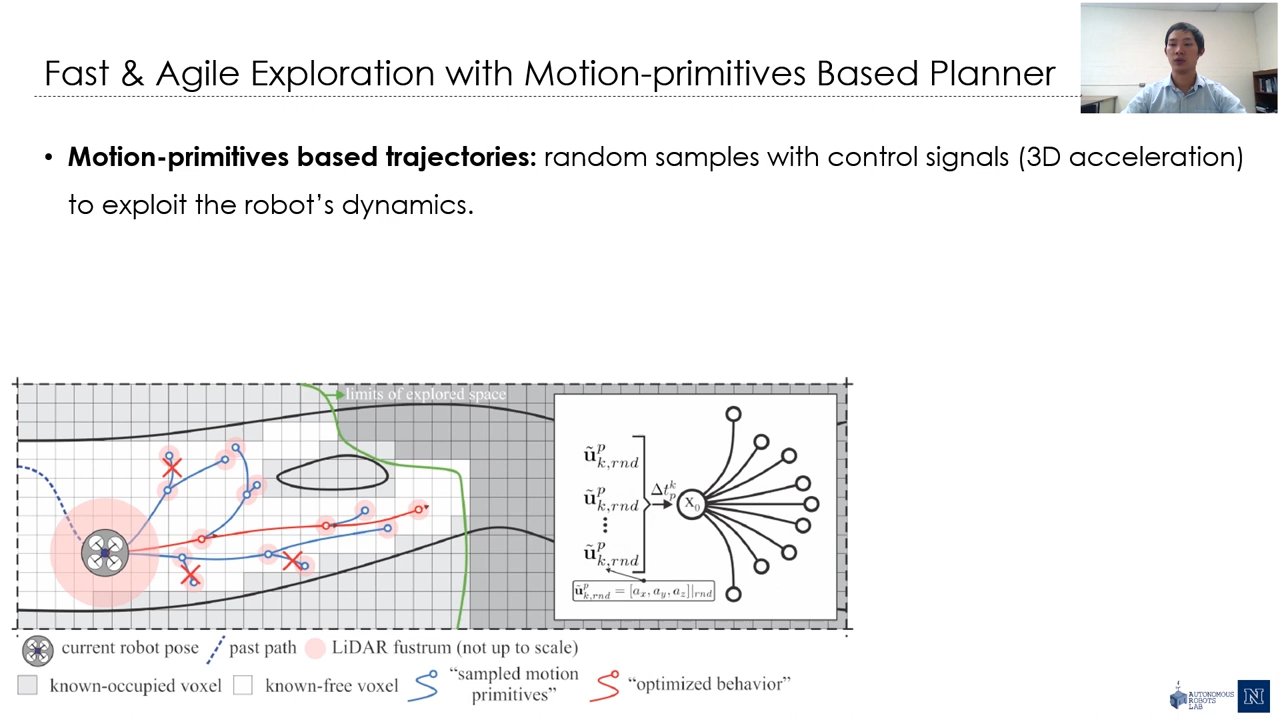 Fast & Agile Exploration with Motion-primitives Based Planner
• Motion-primitives based trajectories: random samples with control signals (3D acceleration)
to exploit the robot’s dynamics.
limits of explored space
ũ^p_{k,rnd}
ũ^p_{k,rnd}
⋮
ũ^p_{k,rnd}
Δt^k_p
x_0
ũ^p_{k,rnd} = [a_x, a_y, a_z]|_{rnd}
current robot pose past path LiDAR fustrum (not up to scale)
known-occupied voxel known-free voxel “sampled motion
primitives” “optimized behavior”
AUTONOMOUS
ROBOTS
LAB
N